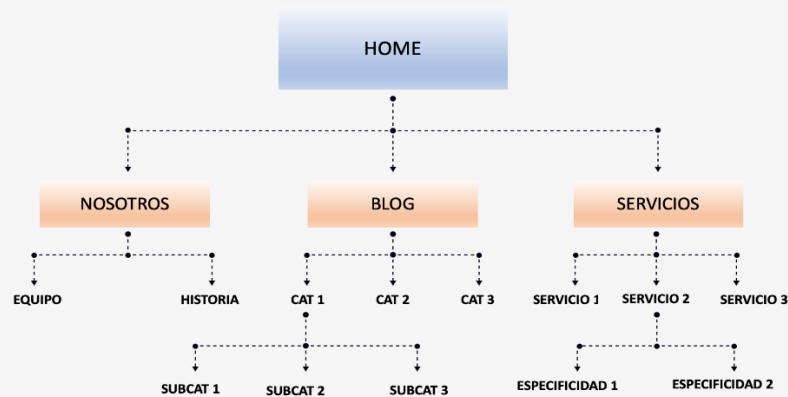 HOME
NOSOTROS
BLOG
SERVICIOS
EQUIPO
HISTORIA
CAT 1
CAT 2
CAT 3
SERVICIO 1
SERVICIO 2
SERVICIO 3
SUBCAT 1
SUBCAT 2
SUBCAT 3
ESPECIFICIDAD 1
ESPECIFICIDAD 2